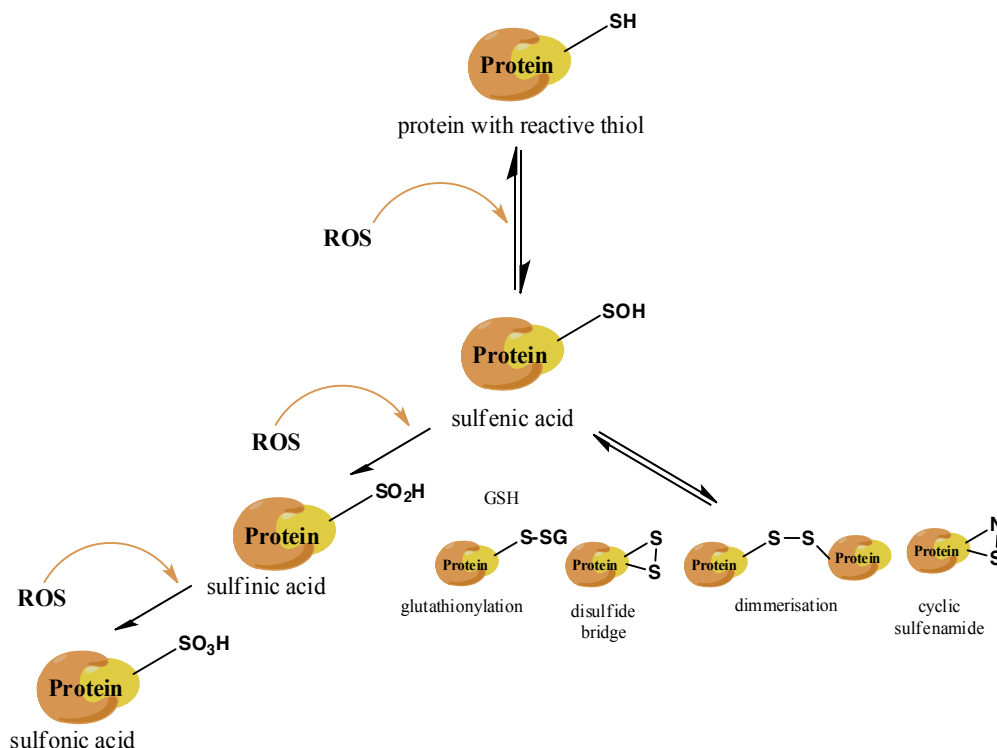 SH
Protein
protein with reactive thiol
ROS
SOH
Protein
sulfenic acid
ROS
SO2H
Protein
sulfinic acid
GSH
S-SG
Protein
glutathionylation
S
S
Protein
disulfide
bridge
S-S
Protein
Protein
dimmerisation
N
S
Protein
cyclic
sulfenamide
ROS
SO3H
Protein
sulfonic acid